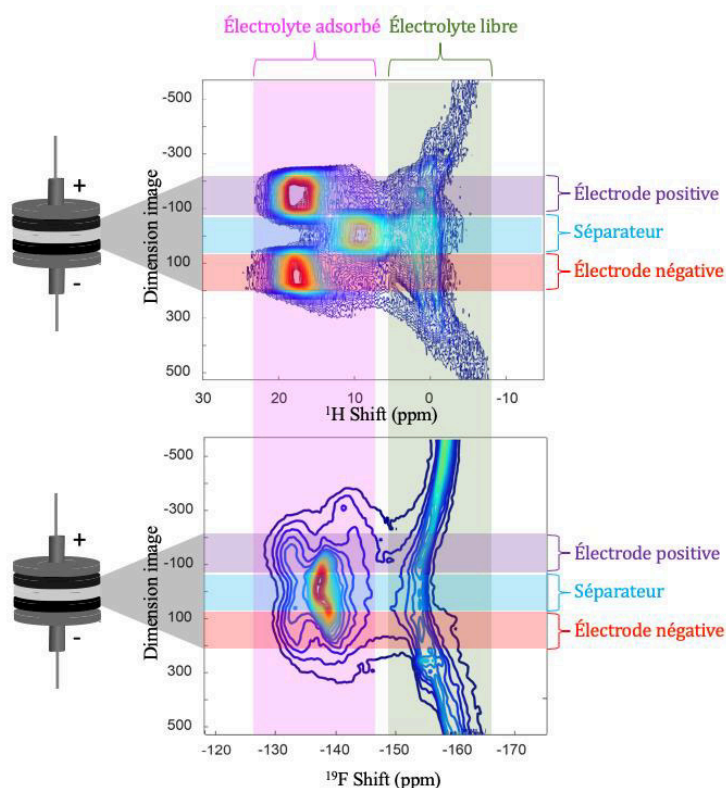 Électrolyte adsorbé Électrolyte libre
-500
-300
-100
100
300
500
Dimension image
+
-
Électrode positive
Séparateur
Électrode négative
30 20 10 0 -10
¹H Shift (ppm)
-500
-300
-100
100
300
500
Dimension image
+
-
Électrode positive
Séparateur
Électrode négative
-120 -130 -140 -150 -160 -170
¹⁹F Shift (ppm)